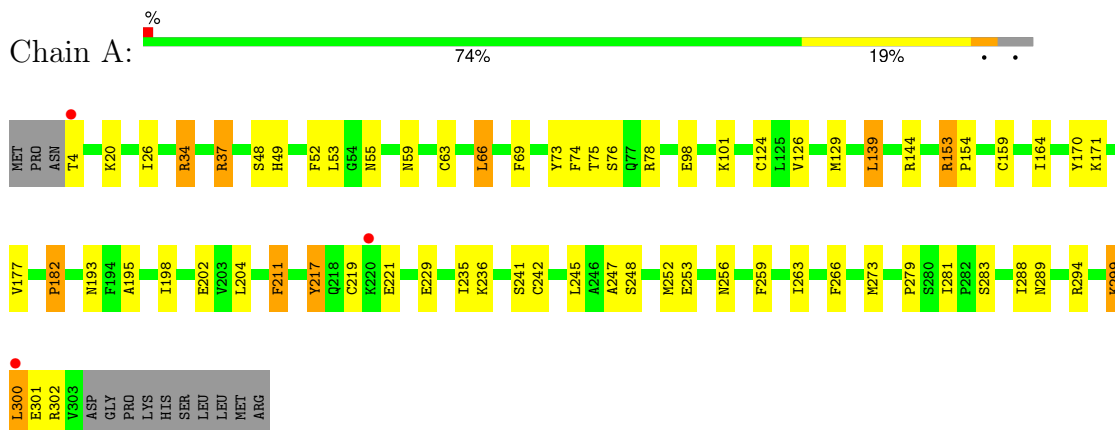 %
Chain A:
74% 19% • •
MET PRO ASN T4 K20 I26 R34 R37 S48 H49 F52 L53 G54 N55 N59 C63 L66 F69 Y73 F74 T75 S76 Q77 R78 E98 K101 C124 L125 V126 M129 L139 R144 R153 P154 C159 I164 Y170 K171
V177 P182 N193 F194 A195 I198 E202 V203 L204 F211 Y217 Q218 C219 K220 E221 E229 I235 K236 S241 C242 L245 A246 A247 S248 M252 E253 N256 F259 I263 F266 M273 P279 S280 I281 P282 S283 I288 N289 R294 K299
L300 E301 R302 V303 ASP GLY PRO LYS HIS SER LEU LEU MET ARG